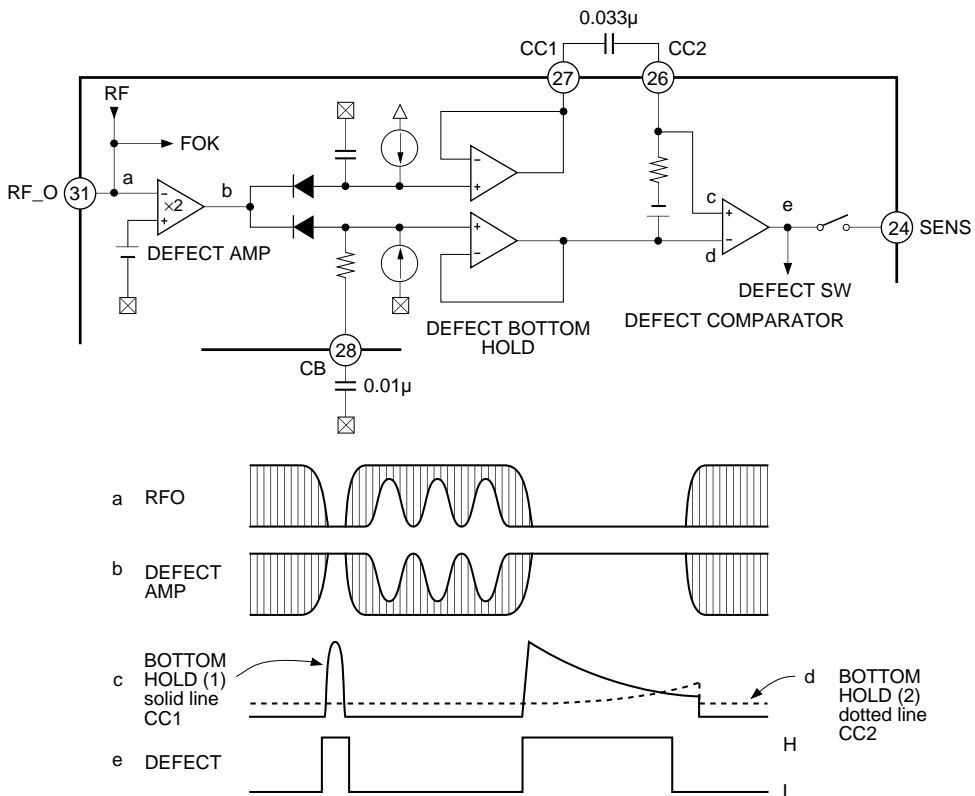 0.033µ
CC1
CC2
27
26
RF
FOK
RF_O
31
a
×2
–
+
b
DEFECT AMP
–
+
+
–
c
+
d
–
e
24
SENS
DEFECT SW
DEFECT BOTTOM
HOLD
DEFECT COMPARATOR
28
CB
0.01µ
a RFO
b DEFECT
AMP
c BOTTOM
HOLD (1)
solid line
CC1
d BOTTOM
HOLD (2)
dotted line
CC2
e DEFECT
H
L